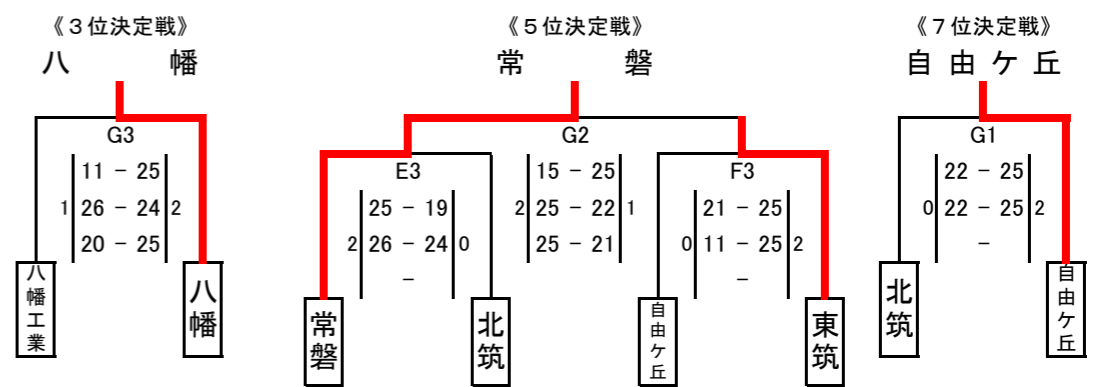 《３位決定戦》
八　幡
G3
11 － 25
1 26 － 24 2
20 － 25
八幡工業
八幡
《５位決定戦》
常　磐
G2
15 － 25
2 25 － 22 1
25 － 21
E3
25 － 19
2 26 － 24 0
－
常磐
北筑
F3
21 － 25
0 11 － 25 2
－
自由ケ丘
東筑
《７位決定戦》
自由ケ丘
G1
22 － 25
0 22 － 25 2
－
北筑
自由ケ丘